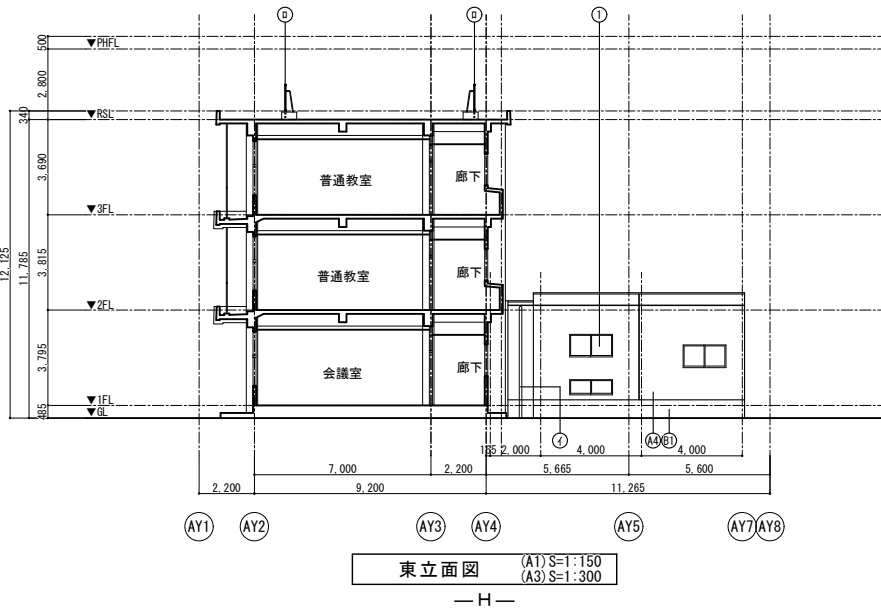 ロ
ロ
1
500
▼PHFL
2,800
340
▼RSL
3,690
普通教室
廊下
▼3FL
12,125
11,785
3,815
普通教室
廊下
▼2FL
3,795
会議室
廊下
▼1FL
485
▼GL
イ
A4
B1
2,000
4,000
4,000
7,000
2,200
5,665
5,600
2,200
9,200
11,265
AY1
AY2
AY3
AY4
AY5
AY7
AY8
東立面図
(A1)S=1:150
(A3)S=1:300
―H―